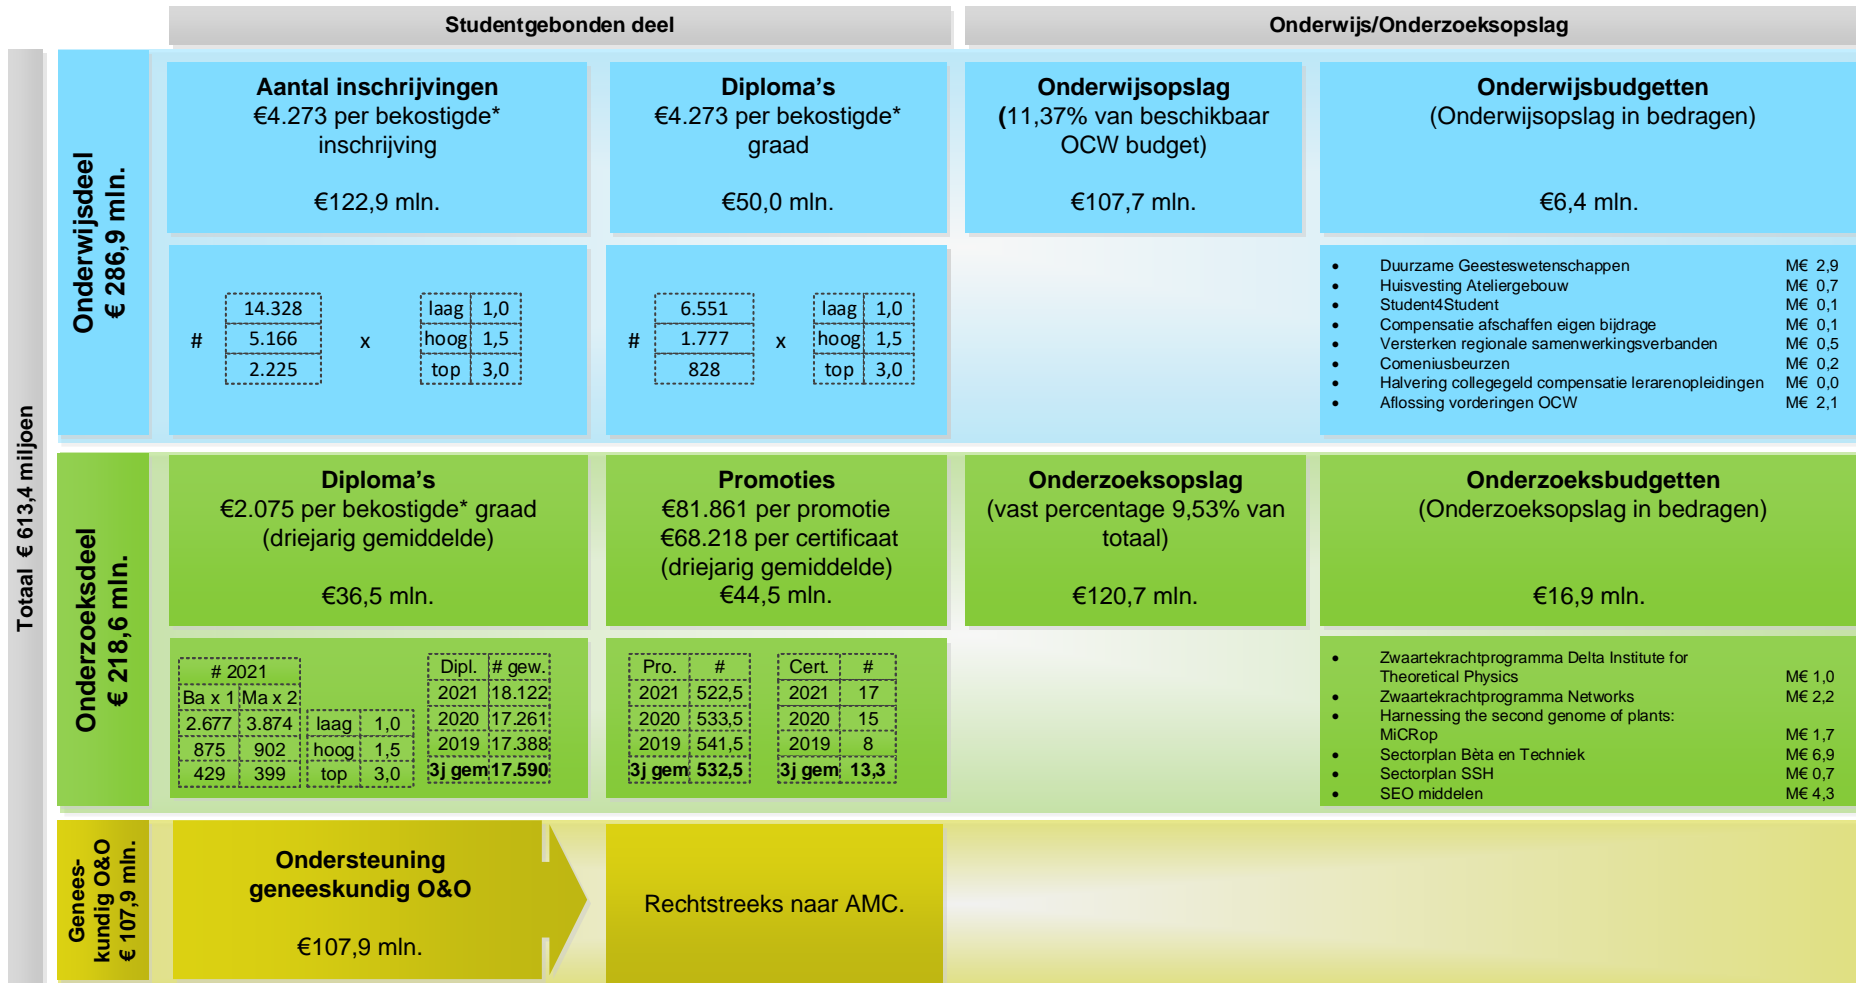 Studentgebonden deel
Onderwijs/Onderzoeksopslag
Totaal € 613,4 miljoen
Onderwijsdeel
€ 286,9 mln.
Aantal inschrijvingen
€4.273 per bekostigde*
inschrijving
€122,9 mln.
Diploma's
€4.273 per bekostigde*
graad
€50,0 mln.
Onderwijsopslag
(11,37% van beschikbaar
OCW budget)
€107,7 mln.
Onderwijsbudgetten
(Onderwijsopslag in bedragen)
€6,4 mln.
14.328 laag 1,0
# 5.166 x hoog 1,5
2.225 top 3,0
6.551 laag 1,0
# 1.777 x hoog 1,5
828 top 3,0
• Duurzame Geesteswetenschappen M€ 2,9
• Huisvesting Ateliergebouw M€ 0,7
• Student4Student M€ 0,1
• Compensatie afschaffen eigen bijdrage M€ 0,1
• Versterken regionale samenwerkingsverbanden M€ 0,5
• Comeniusbeurzen M€ 0,2
• Halvering collegegeld compensatie lerarenopleidingen M€ 0,0
• Aflossing vorderingen OCW M€ 2,1
Onderzoeksdeel
€ 218,6 mln.
Diploma's
€2.075 per bekostigde* graad
(driejarig gemiddelde)
€36,5 mln.
Promoties
€81.861 per promotie
€68.218 per certificaat
(driejarig gemiddelde)
€44,5 mln.
Onderzoeksopslag
(vast percentage 9,53% van
totaal)
€120,7 mln.
Onderzoeksbudgetten
(Onderzoeksopslag in bedragen)
€16,9 mln.
# 2021
Ba x 1 Ma x 2
2.677 3.874 laag 1,0
875 902 hoog 1,5
429 399 top 3,0
Dipl. # gew.
2021 18.122
2020 17.261
2019 17.388
3j gem 17.590
Pro. #
2021 522,5
2020 533,5
2019 541,5
3j gem 532,5
Cert. #
2021 17
2020 15
2019 8
3j gem 13,3
• Zwaartekrachtprogramma Delta Institute for
Theoretical Physics M€ 1,0
• Zwaartekrachtprogramma Networks M€ 2,2
• Harnessing the second genome of plants:
MiCRop M€ 1,7
• Sectorplan Bèta en Techniek M€ 6,9
• Sectorplan SSH M€ 0,7
• SEO middelen M€ 4,3
Genees-
kundig O&O
€ 107,9 mln.
Ondersteuning
geneeskundig O&O
€107,9 mln.
Rechtstreeks naar AMC.